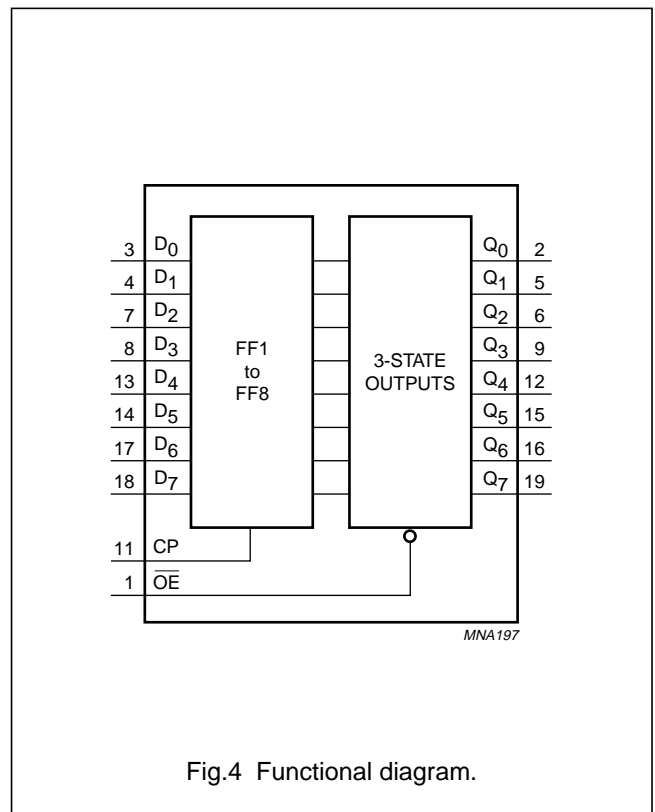 3 D0 Q0 2
4 D1 Q1 5
7 D2 Q2 6
8 D3 Q3 9
13 D4 Q4 12
14 D5 Q5 15
17 D6 Q6 16
18 D7 Q7 19
FF1
to
FF8
3-STATE
OUTPUTS
11 CP
1 OE
MNA197
Fig.4 Functional diagram.